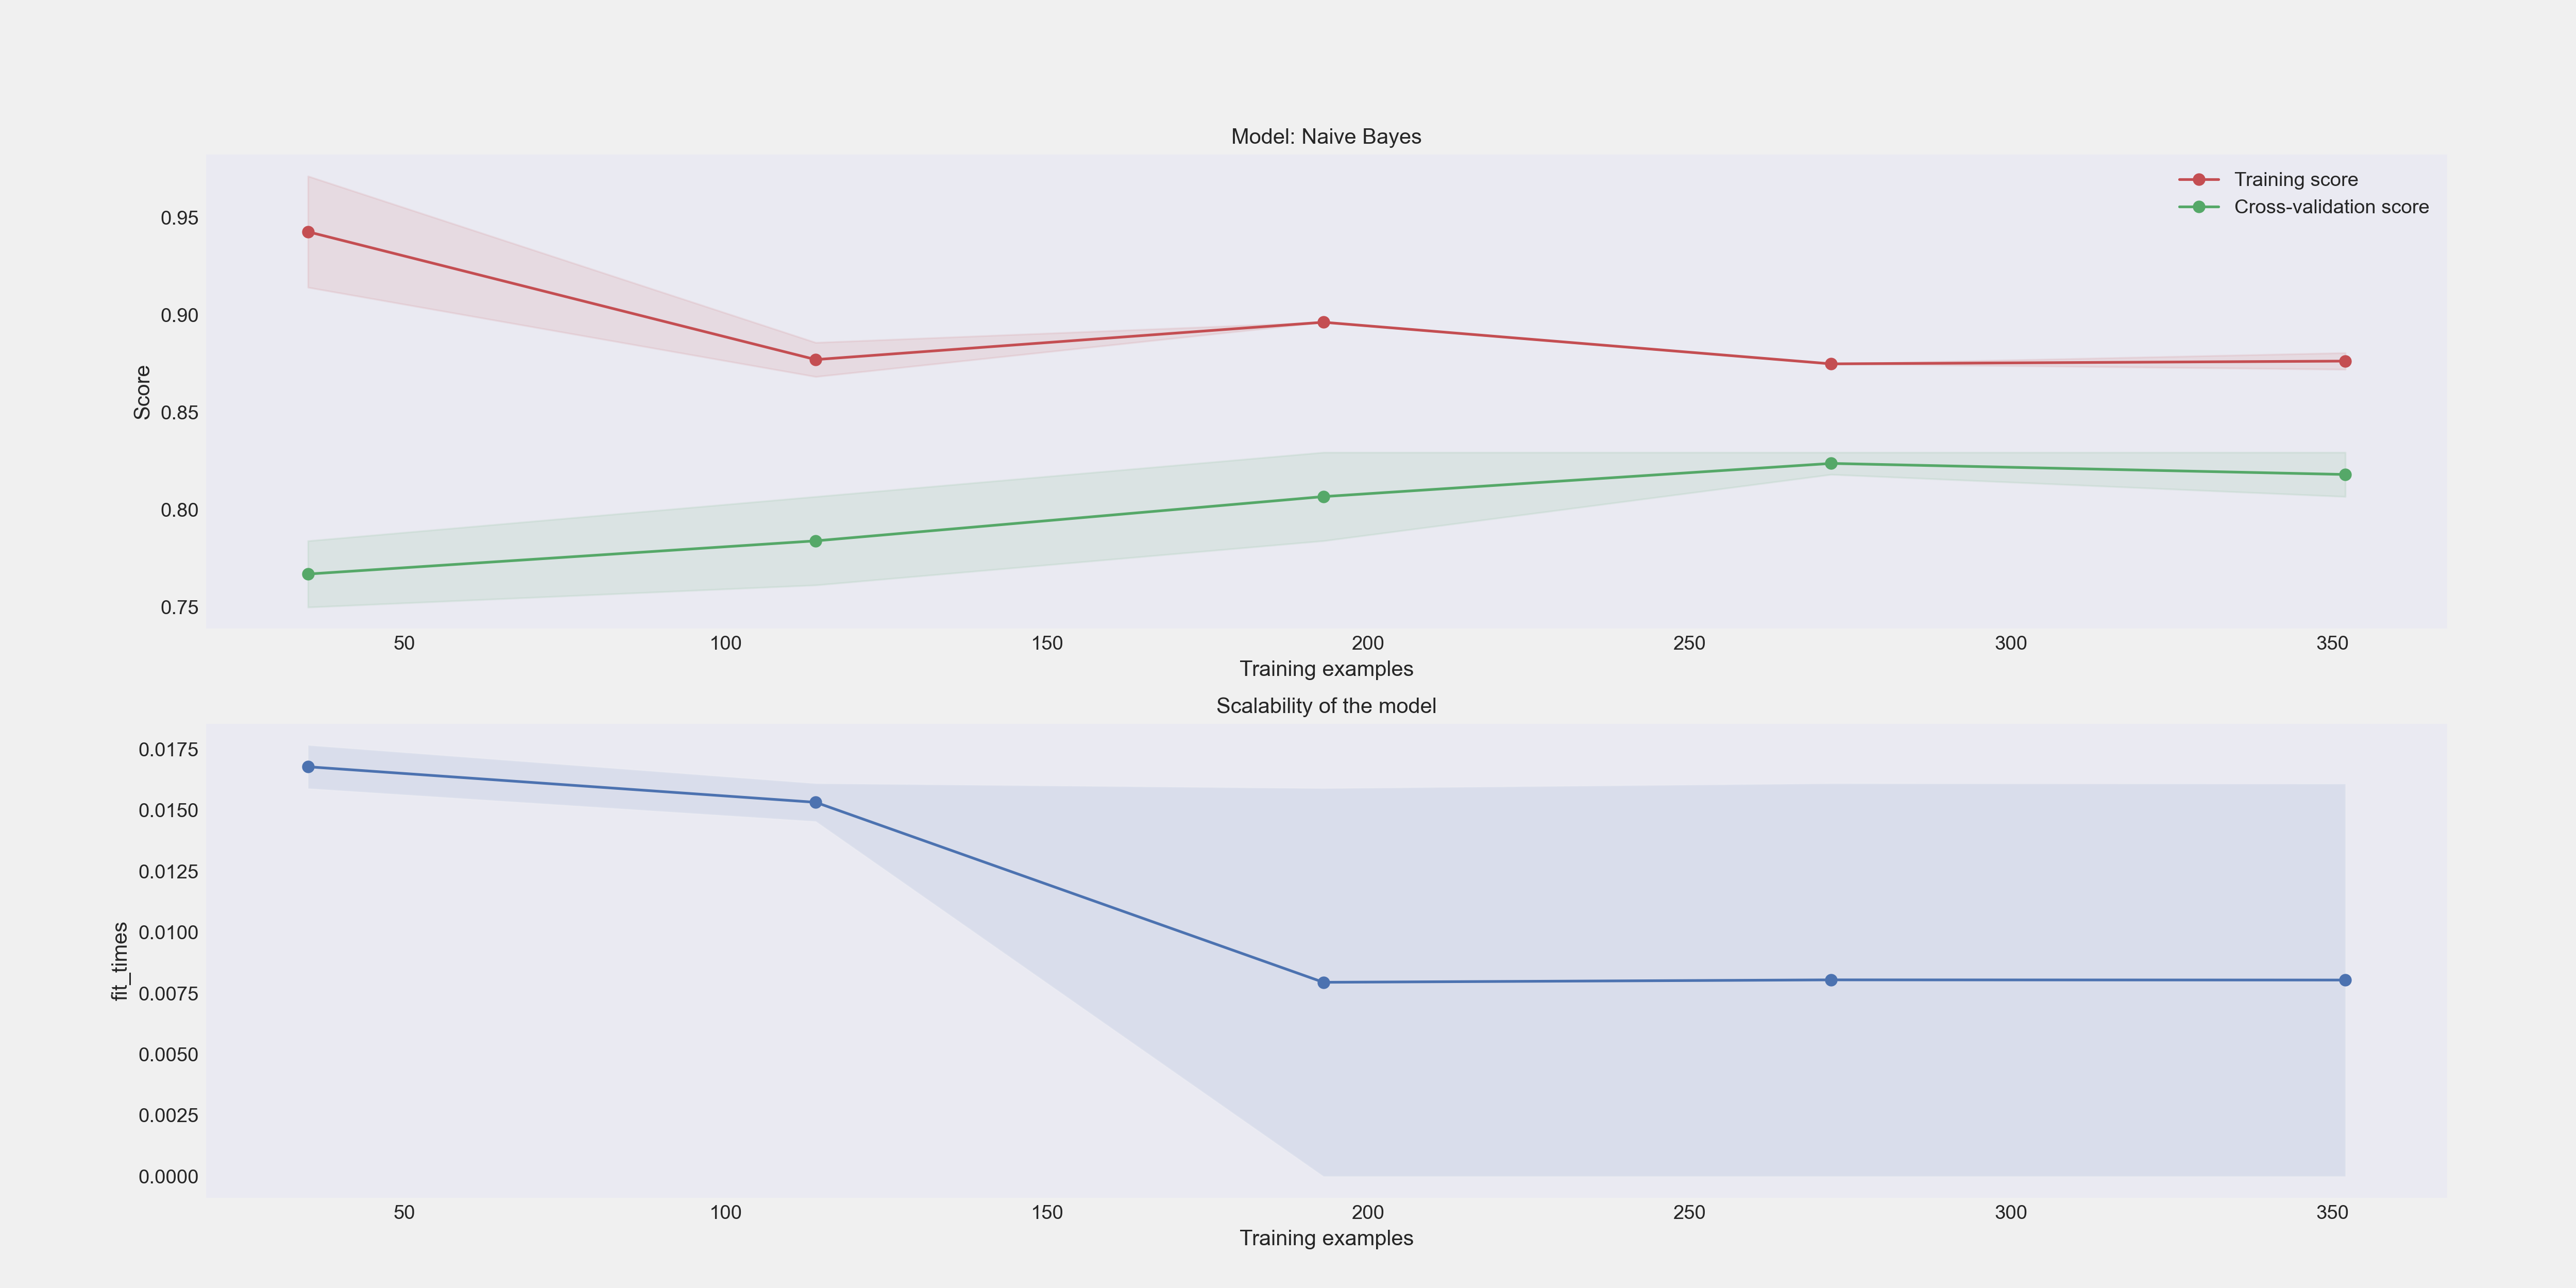 Model: Naive Bayes
Training score
Cross-validation score
0.95
0.90
0.85
0.80
0.75
Score
50 100 150 200 250 300 350
Training examples
Scalability of the model
0.0175
0.0150
0.0125
0.0100
0.0075
0.0050
0.0025
0.0000
fit_times
50 100 150 200 250 300 350
Training examples